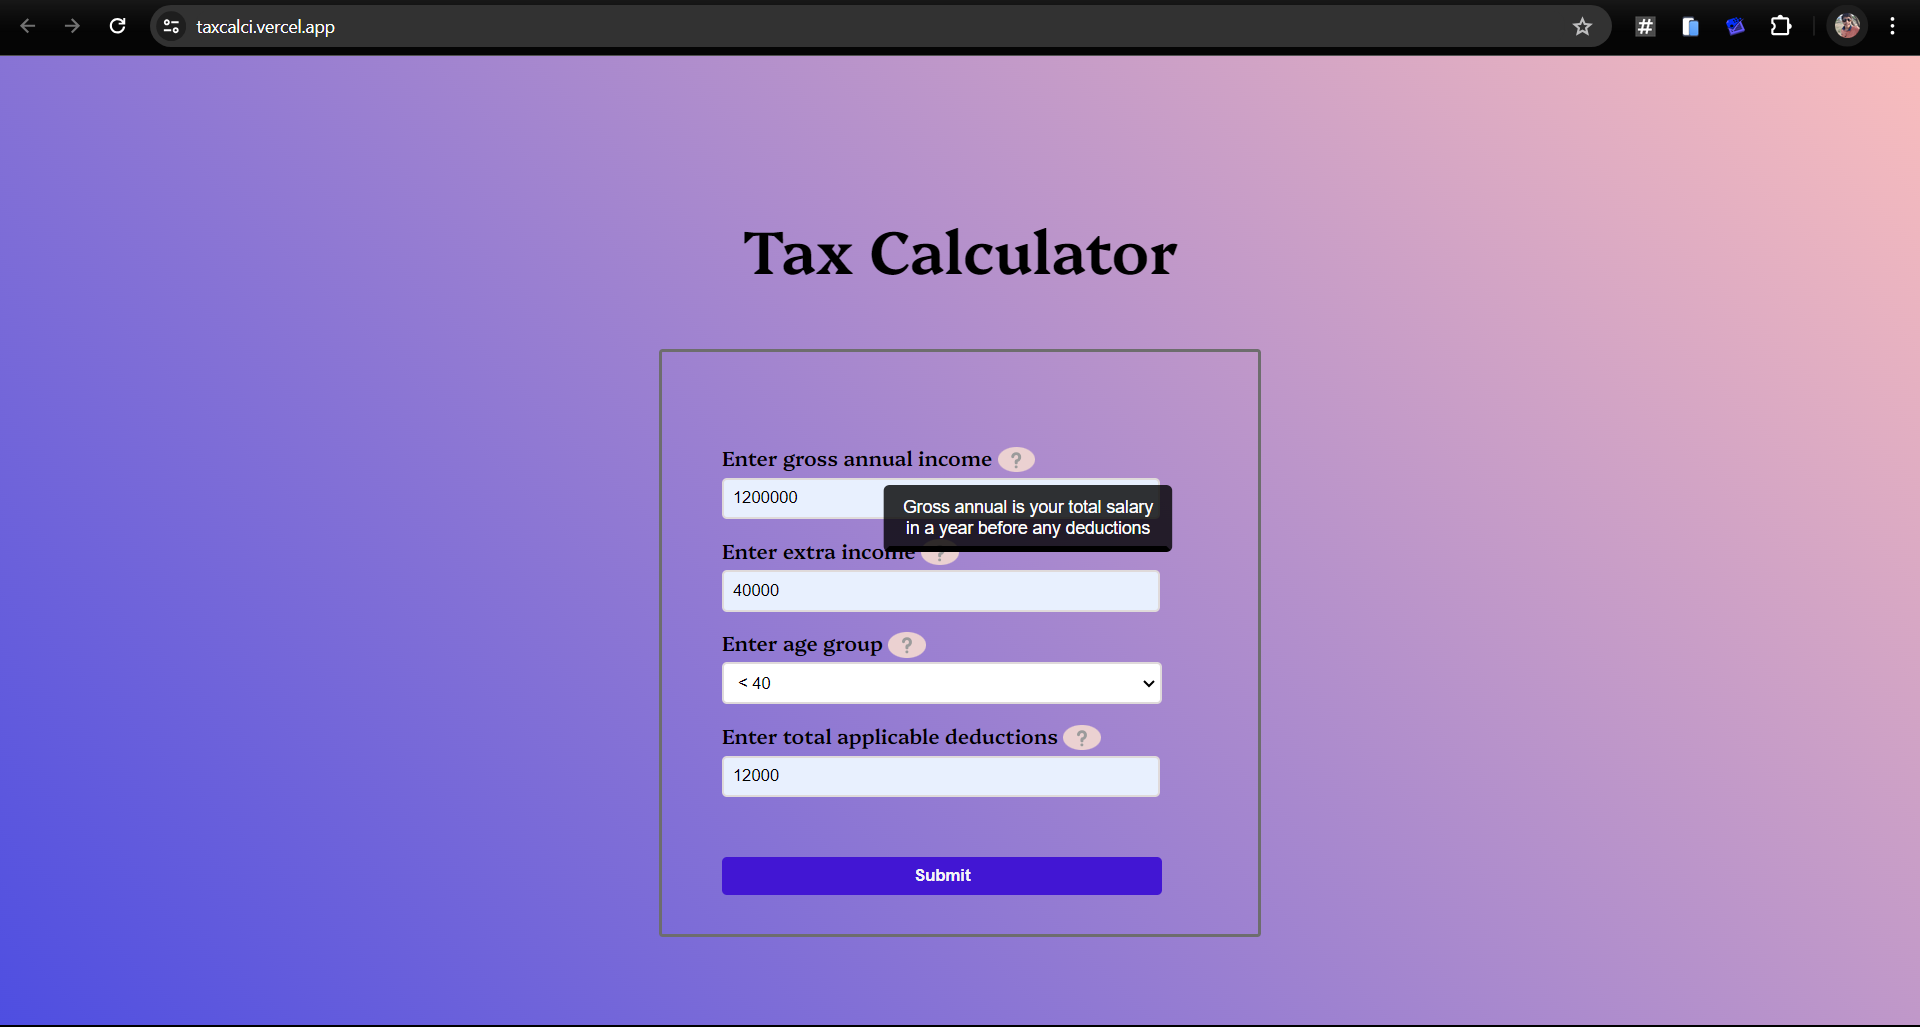 taxcalci.vercel.app
#
Tax Calculator
Enter gross annual income ?
1200000
Gross annual is your total salary
in a year before any deductions
Enter extra income ?
40000
Enter age group ?
< 40
Enter total applicable deductions ?
12000
Submit